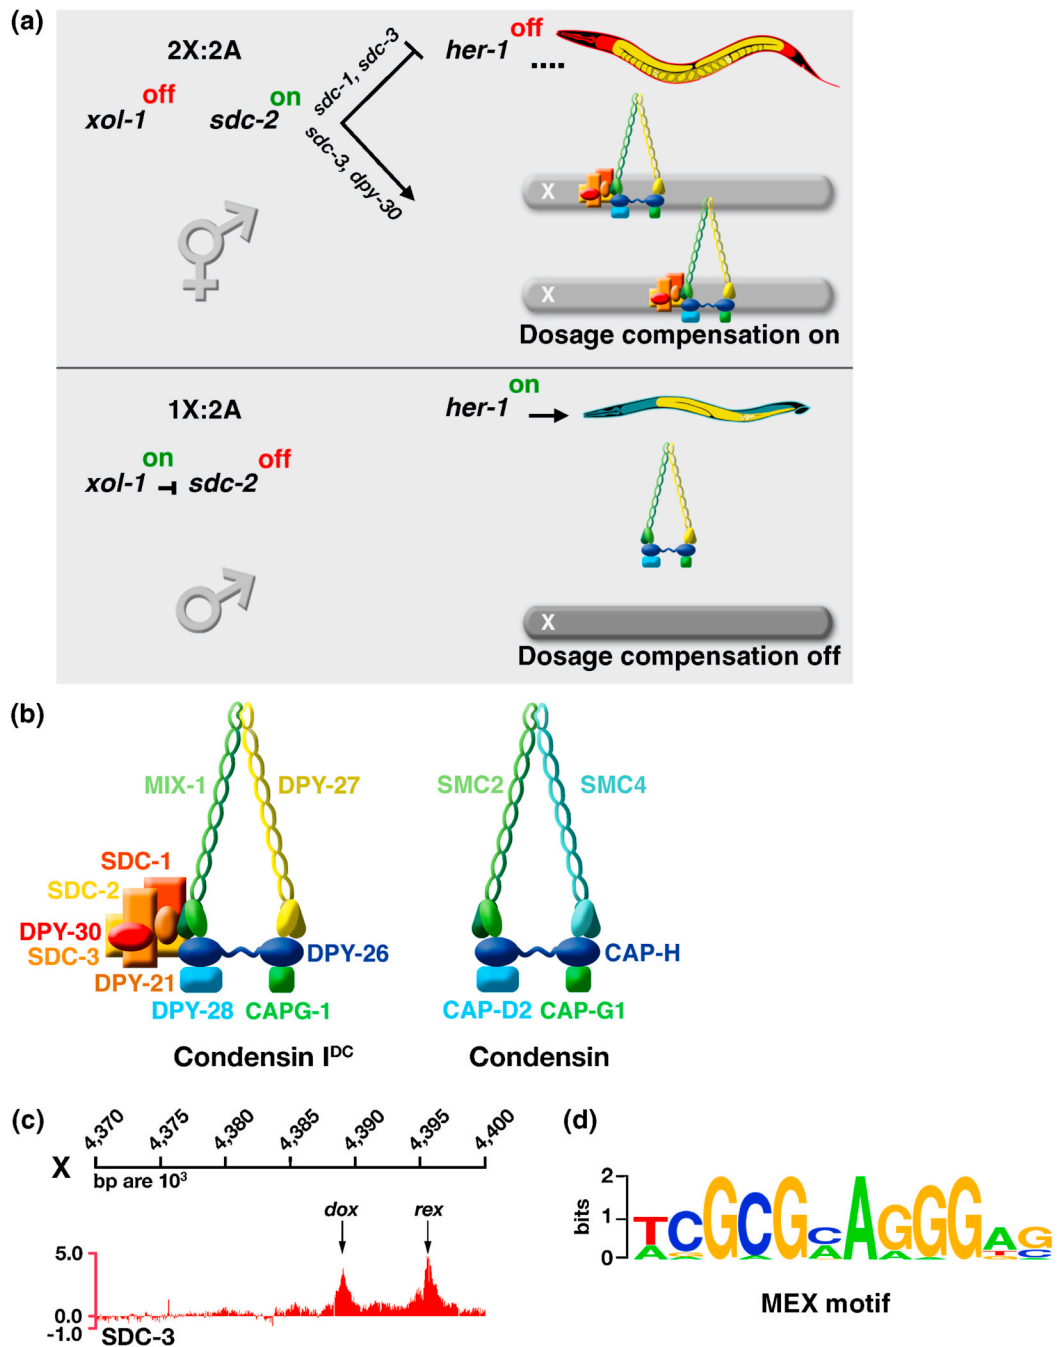 (a)
2X:2A
xol-1 off
sdc-2 on
sdc-1, sdc-3
sdc-3, dpy-30
her-1 off
X
X
Dosage compensation on
1X:2A
xol-1 on
sdc-2 off
her-1 on
X
Dosage compensation off
(b)
MIX-1
DPY-27
SDC-1
SDC-2
DPY-30
SDC-3
DPY-21
DPY-26
DPY-28
CAPG-1
Condensin I^DC
SMC2
SMC4
CAP-H
CAP-D2
CAP-G1
Condensin
(c)
4,370 4,375 4,380 4,385 4,390 4,395 4,400
X
bp are 10³
dox
rex
5.0
0.0
-1.0
SDC-3
(d)
bits
2
1
0
TCGCGCAGGGAG
MEX motif